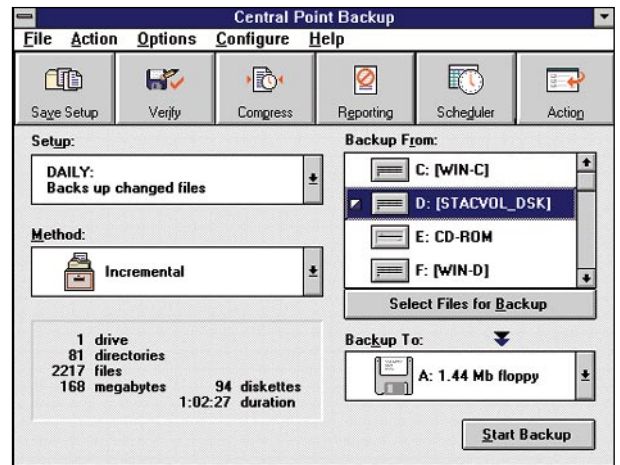 Central Point Backup
File Action Options Configure Help
Save Setup Verify Compress Reporting Scheduler Action
Setup:
DAILY:
Backs up changed files
Method:
Incremental
1 drive
81 directories
2217 files
168 megabytes 94 diskettes
1:02:27 duration
Backup From:
C: [WIN-C]
D: [STACVOL_DSK]
E: CD-ROM
F: [WIN-D]
Select Files for Backup
Backup To:
A: 1.44 Mb floppy
Start Backup